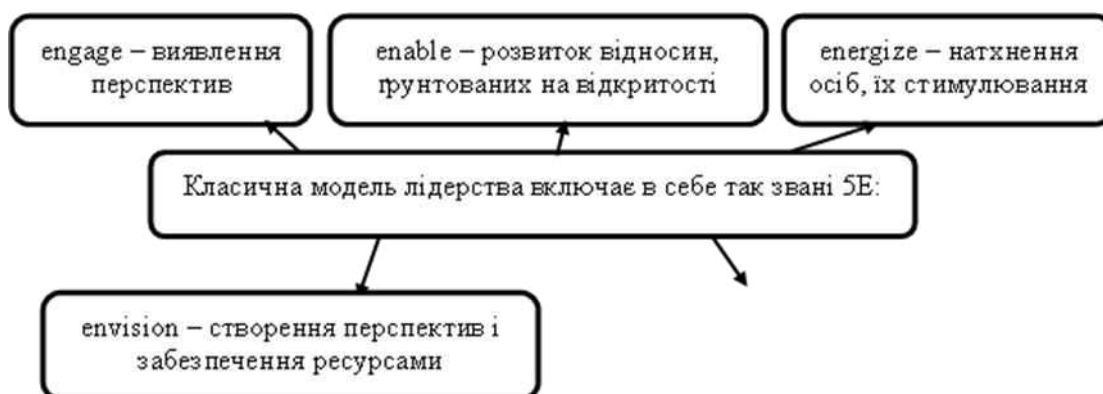 engage – виявлення
перспектив
enable – розвиток відносин,
ґрунтованих на відкритості
energize – натхнення
осіб, їх стимулювання
Класична модель лідерства включає в себе так звані 5Е:
envision – створення перспектив і
забезпечення ресурсами